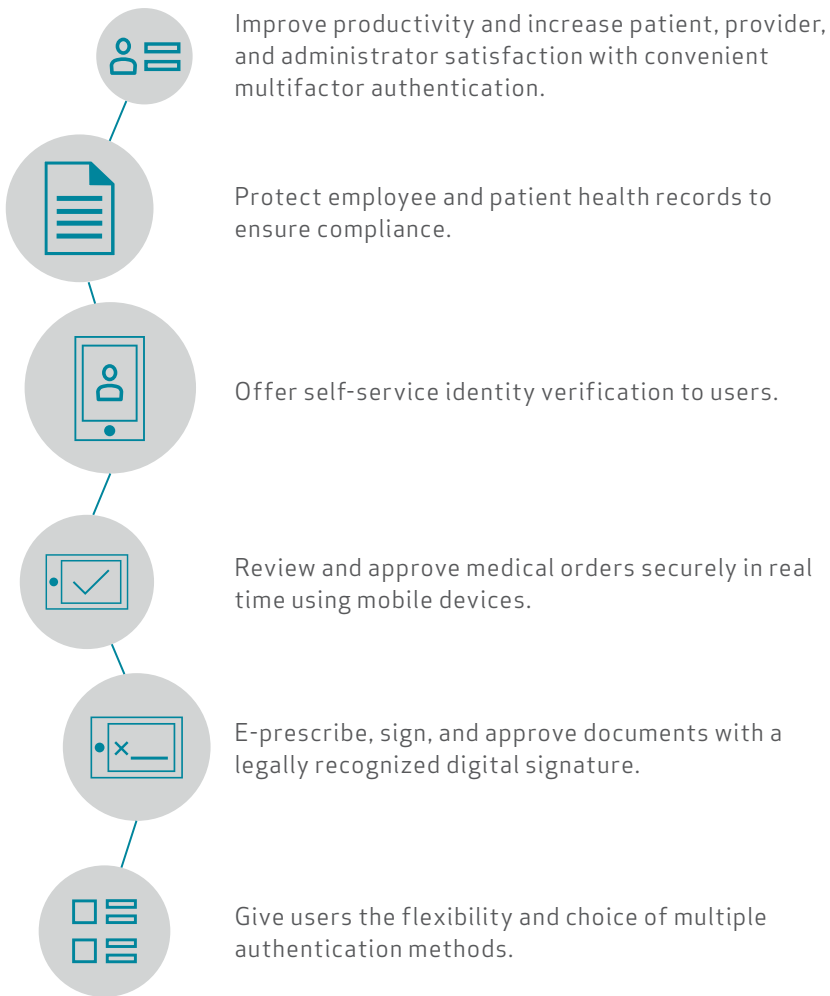 Improve productivity and increase patient, provider,
and administrator satisfaction with convenient
multifactor authentication.
Protect employee and patient health records to
ensure compliance.
Offer self-service identity verification to users.
Review and approve medical orders securely in real
time using mobile devices.
E-prescribe, sign, and approve documents with a
legally recognized digital signature.
Give users the flexibility and choice of multiple
authentication methods.